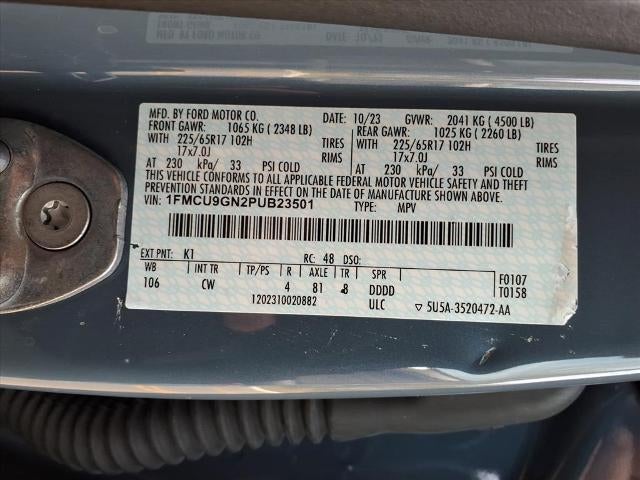 MFD. BY FORD MOTOR CO. 10/23 GVWR: 2041 KG ( 4500 LB)
FRONT GAWR: 1065 KG ( 2348 LB) REAR GAWR: 1025 KG ( 2260 LB)
WITH 225/65R17 102H TIRES WITH 225/65R17 102H TIRES
17x7.0J RIMS 17x7.0J RIMS
AT 230 kPa/ 33 PSI COLD AT 230 kPa/ 33 PSI COLD
THIS VEHICLE CONFORMS TO ALL APPLICABLE FEDERAL MOTOR VEHICLE SAFETY AND THEFT
PREVENTION STANDARDS IN EFFECT ON THE DATE OF MANUFACTURE SHOWN ABOVE.
VIN: 1FMCU9GN2PUB23501 TYPE: MPV
EXT PNT: K1 RC: 48 DSO:
WB INT TR TP/PS R AXLE TR SPR F0107
106 CW 4 81 8 DDDD T0158
1202310020882 ULC ▽ 5U5A-3520472-AA